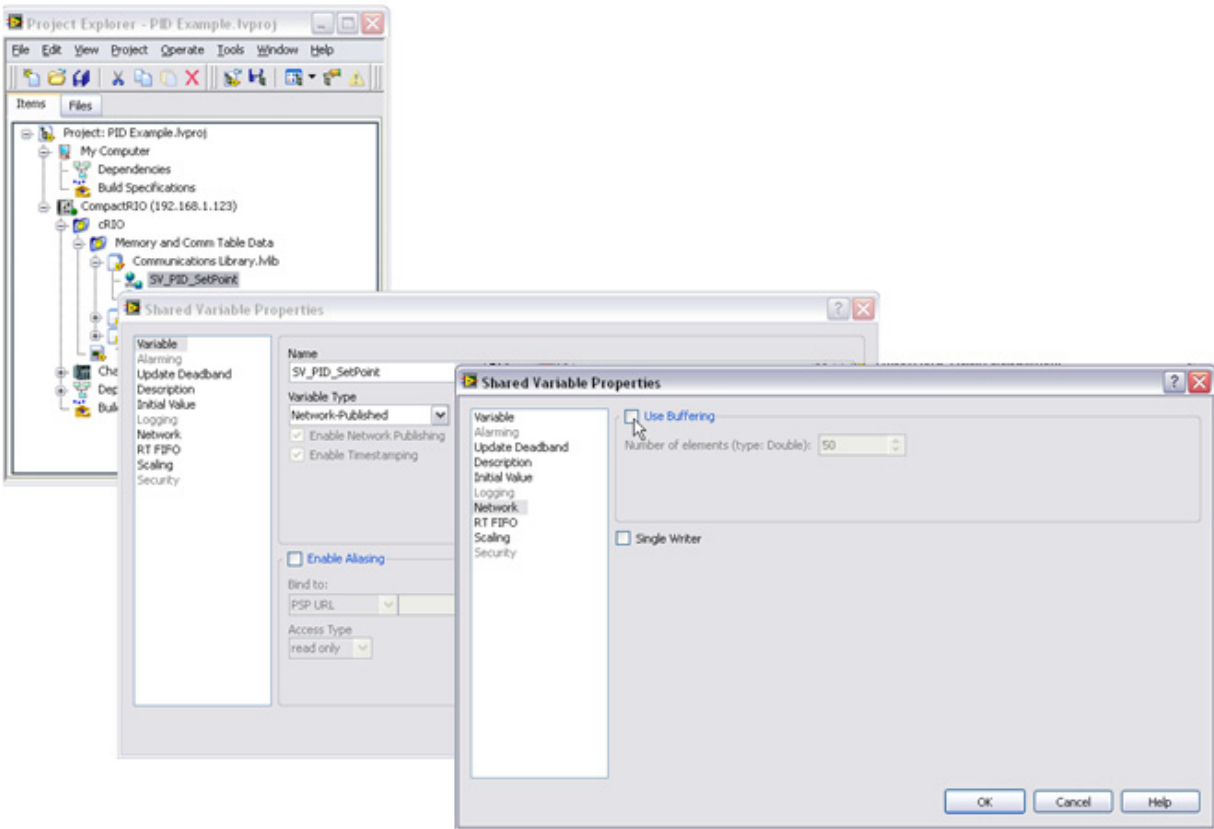 Project Explorer - PID Example.lvproj
File Edit View Project Operate Tools Window Help
Items Files
Project: PID Example.lvproj
My Computer
Dependencies
Build Specifications
CompactRIO (192.168.1.123)
cRIO
Memory and Comm Table Data
Communications Library.lvlib
SV_PID_SetPoint
Cha
Dep
Buil
Shared Variable Properties
Variable
Alarming
Update Deadband
Description
Initial Value
Logging
Network
RT FIFO
Scaling
Security
Name
SV_PID_SetPoint
Variable Type
Network-Published
Enable Network Publishing
Enable Timestamping
Enable Aliasing
Bind to:
PSP URL
Access Type
read only
Shared Variable Properties
Variable
Alarming
Update Deadband
Description
Initial Value
Logging
Network
RT FIFO
Scaling
Security
Use Buffering
Number of elements (type: Double): 50
Single Writer
OK Cancel Help